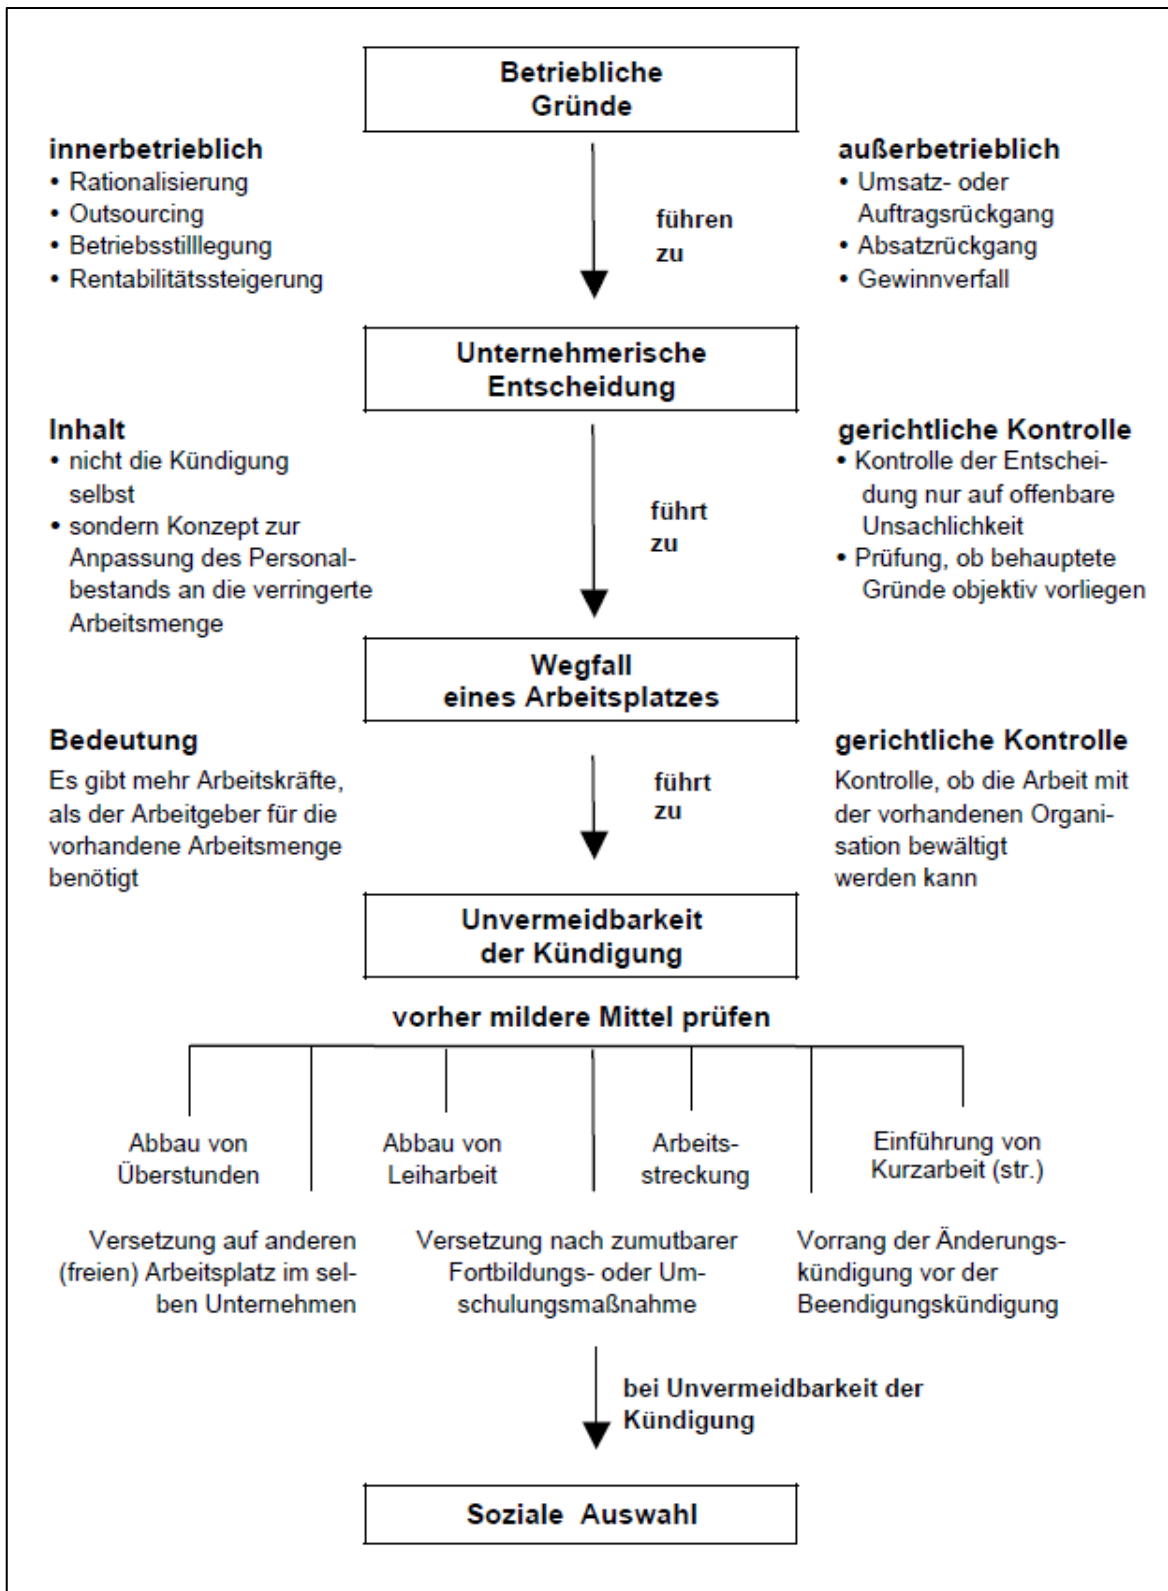 Betriebliche
Gründe
innerbetrieblich
• Rationalisierung
• Outsourcing
• Betriebsstilllegung
• Rentabilitätssteigerung
führen
zu
außerbetrieblich
• Umsatz- oder
Auftragsrückgang
• Absatzrückgang
• Gewinnverfall
Unternehmerische
Entscheidung
Inhalt
• nicht die Kündigung
selbst
• sondern Konzept zur
Anpassung des Personal-
bestands an die verringerte
Arbeitsmenge
führt
zu
gerichtliche Kontrolle
• Kontrolle der Entschei-
dung nur auf offenbare
Unsachlichkeit
• Prüfung, ob behauptete
Gründe objektiv vorliegen
Wegfall
eines Arbeitsplatzes
Bedeutung
Es gibt mehr Arbeitskräfte,
als der Arbeitgeber für die
vorhandene Arbeitsmenge
benötigt
führt
zu
gerichtliche Kontrolle
Kontrolle, ob die Arbeit mit
der vorhandenen Organi-
sation bewältigt
werden kann
Unvermeidbarkeit
der Kündigung
vorher mildere Mittel prüfen
Abbau von
Überstunden
Abbau von
Leiharbeit
Arbeits-
streckung
Einführung von
Kurzarbeit (str.)
Versetzung auf anderen
(freien) Arbeitsplatz im sel-
ben Unternehmen
Versetzung nach zumutbarer
Fortbildungs- oder Um-
schulungsmaßnahme
Vorrang der Änderungs-
kündigung vor der
Beendigungskündigung
bei Unvermeidbarkeit der
Kündigung
Soziale Auswahl